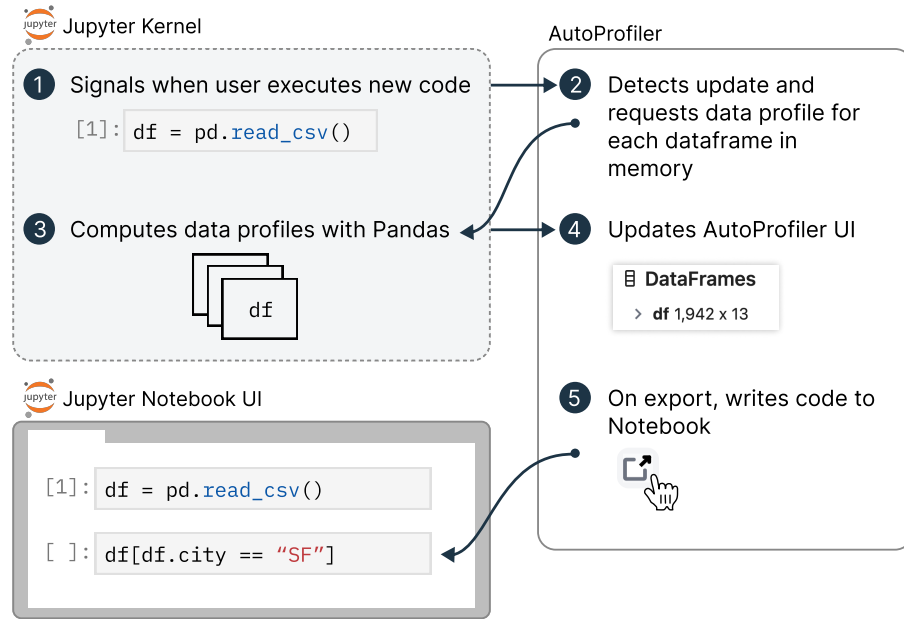 jupyter
Jupyter Kernel
1 Signals when user executes new code
[1]: df = pd.read_csv()
3 Computes data profiles with Pandas
df
AutoProfiler
2 Detects update and
requests data profile for
each dataframe in
memory
4 Updates AutoProfiler UI
DataFrames
> df 1,942 x 13
5 On export, writes code to
Notebook
jupyter
Jupyter Notebook UI
[1]: df = pd.read_csv()
[ ]: df[df.city == “SF”]